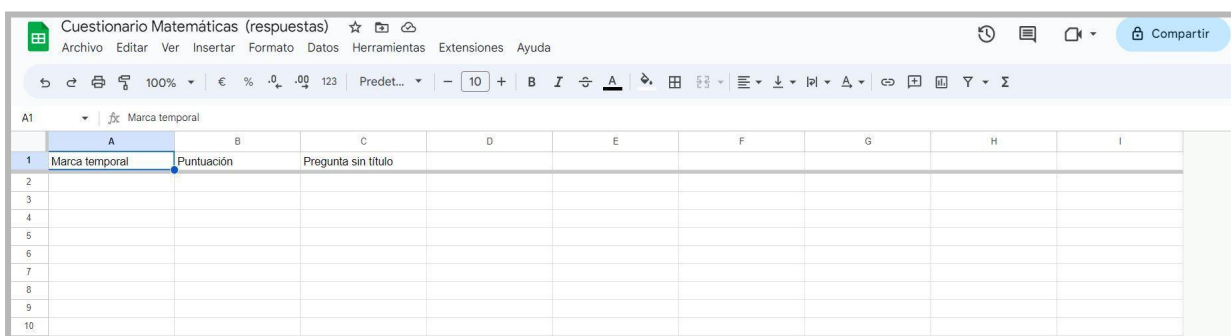 Cuestionario Matemáticas (respuestas)
Archivo Editar Ver Insertar Formato Datos Herramientas Extensiones Ayuda
Compartir
100% € % .0 .00 123 Predet... 10 B I S A A Σ
A1 fx Marca temporal
A B C D E F G H I
1 Marca temporal Puntuación Pregunta sin título
2
3
4
5
6
7
8
9
10